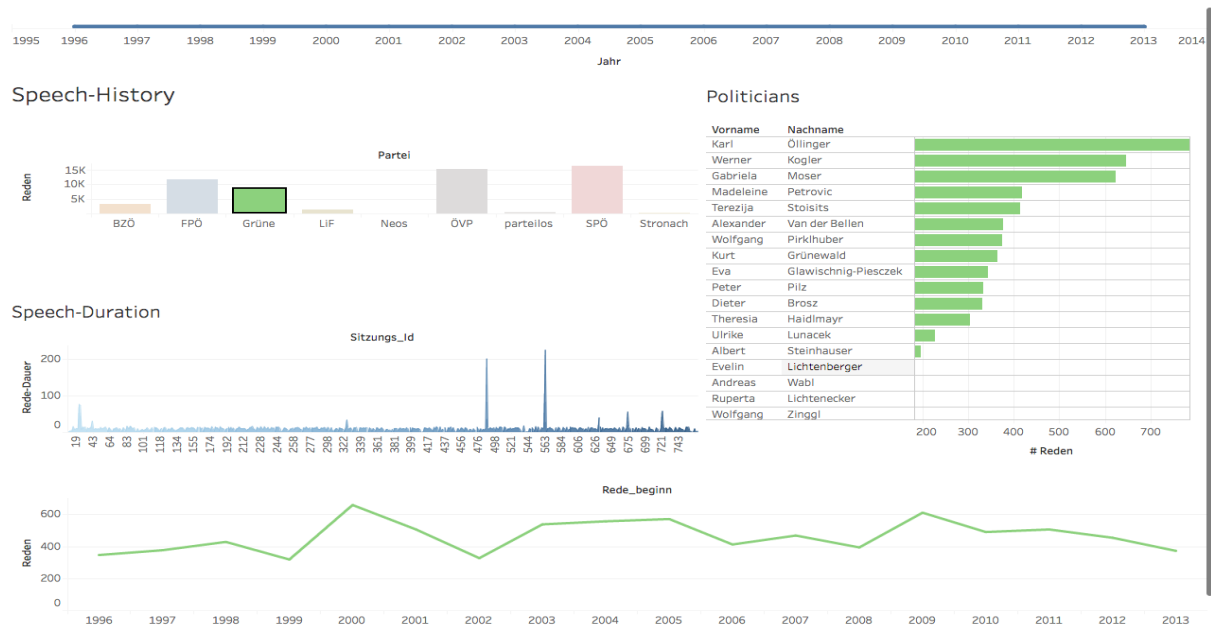 1995 1996 1997 1998 1999 2000 2001 2002 2003 2004 2005 2006 2007 2008 2009 2010 2011 2012 2013 2014
Jahr
Speech-History
Partei
Reden
15K
10K
5K
BZÖ FPÖ Grüne LiF Neos ÖVP parteilos SPÖ Stronach
Speech-Duration
Sitzungs_Id
Rede-Dauer
200
100
0
19 43 64 83 101 118 134 155 174 192 212 228 244 258 277 298 322 339 361 381 399 417 437 456 476 498 521 544 563 584 606 626 649 675 699 721 743
Politicians
Vorname Nachname
Karl Öllinger
Werner Kogler
Gabriela Moser
Madeleine Petrovic
Terezija Stoisits
Alexander Van der Bellen
Wolfgang Pirklhuber
Kurt Grünewald
Eva Glawischnig-Piesczek
Peter Pilz
Dieter Brosz
Theresia Haidlmayr
Ulrike Lunacek
Albert Steinhauser
Evelin Lichtenberger
Andreas Wabl
Ruperta Lichtenecker
Wolfgang Zinggl
200 300 400 500 600 700
# Reden
Rede_beginn
Reden
600
400
200
0
1996 1997 1998 1999 2000 2001 2002 2003 2004 2005 2006 2007 2008 2009 2010 2011 2012 2013